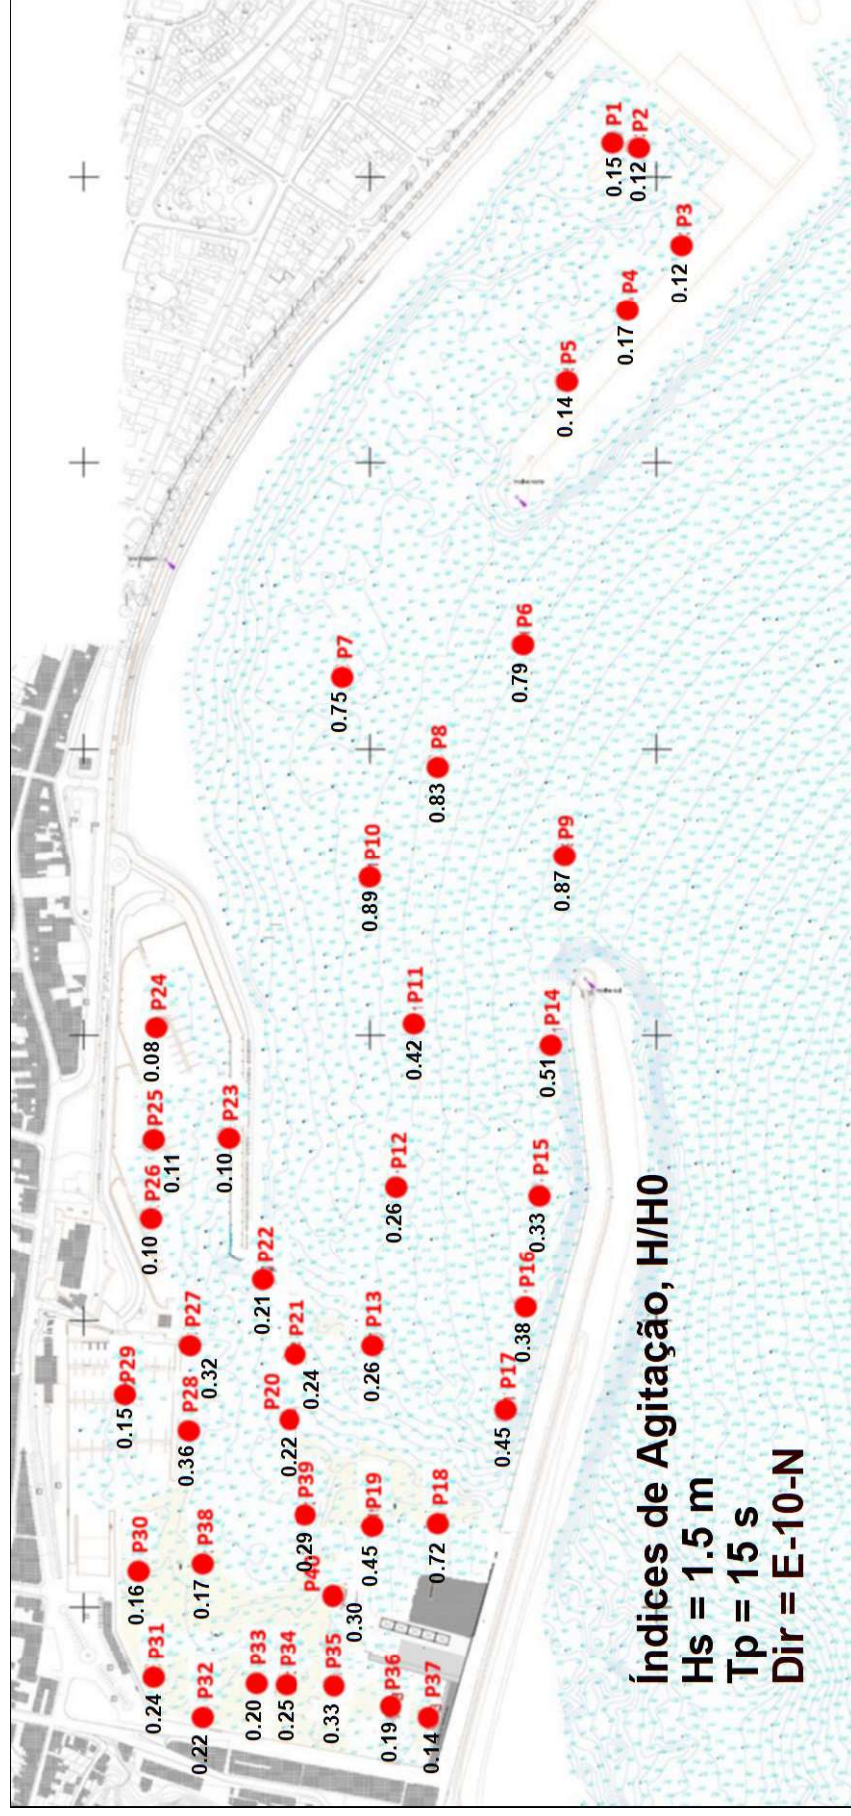 P1
0.15
P2
0.12
P3
0.12
P4
0.17
P5
0.14
P6
0.79
P7
0.75
P8
0.83
P9
0.87
P10
0.89
P11
0.42
P12
0.26
P13
0.26
P14
0.51
P15
0.33
P16
0.38
P17
0.45
P18
0.72
P19
0.45
P20
0.22
P21
0.24
P22
0.21
P23
0.10
P24
0.08
P25
0.11
P26
0.10
P27
0.32
P28
0.36
P29
0.15
P30
0.16
P31
0.24
P32
0.22
P33
0.20
P34
0.25
P35
0.33
P36
0.19
P37
0.14
P38
0.17
P39
0.29
P40
0.30
Índices de Agitação, H/H0
Hs = 1.5 m
Tp = 15 s
Dir = E-10-N